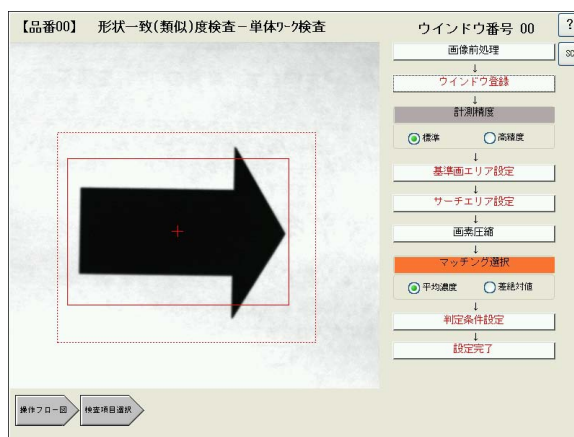 【品番00】 形状一致(類似)度検査－単体ワーク検査
ウインドウ番号 00
?
画像前処理
↓
ウインドウ登録
↓
計測精度
標準 高精度
↓
基準画エリア設定
↓
サーチエリア設定
↓
画素圧縮
↓
マッチング選択
平均濃度 差絶対値
↓
判定条件設定
↓
設定完了
操作フロー図 検査項目選択